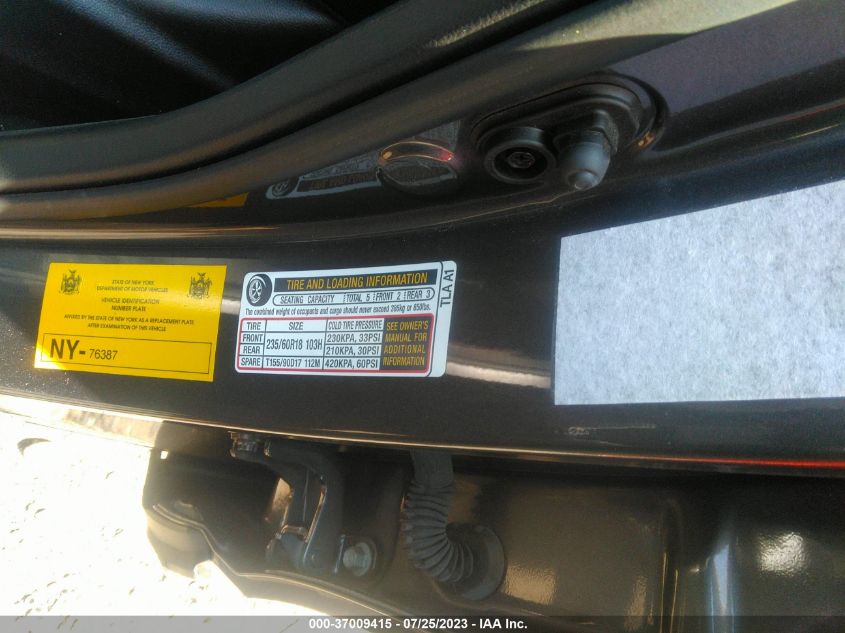 STATE OF NEW YORK
DEPARTMENT OF MOTOR VEHICLES
VEHICLE IDENTIFICATION
NUMBER PLATE
AFFIXED BY THE STATE OF NEW YORK AS A REPLACEMENT PLATE
AFTER EXAMINATION OF THIS VEHICLE
NY- 76387
TIRE AND LOADING INFORMATION
SEATING CAPACITY TOTAL 5 FRONT 2 REAR 3
The combined weight of occupants and cargo should never exceed 385kg or 850lbs.
TIRE SIZE COLD TIRE PRESSURE
FRONT 235/60R18 103H 230KPA, 33PSI
REAR 210KPA, 30PSI
SPARE T155/90D17 112M 420KPA, 60PSI
SEE OWNER'S
MANUAL FOR
ADDITIONAL
INFORMATION
TLA A1
000-37009415 - 07/25/2023 - IAA Inc.